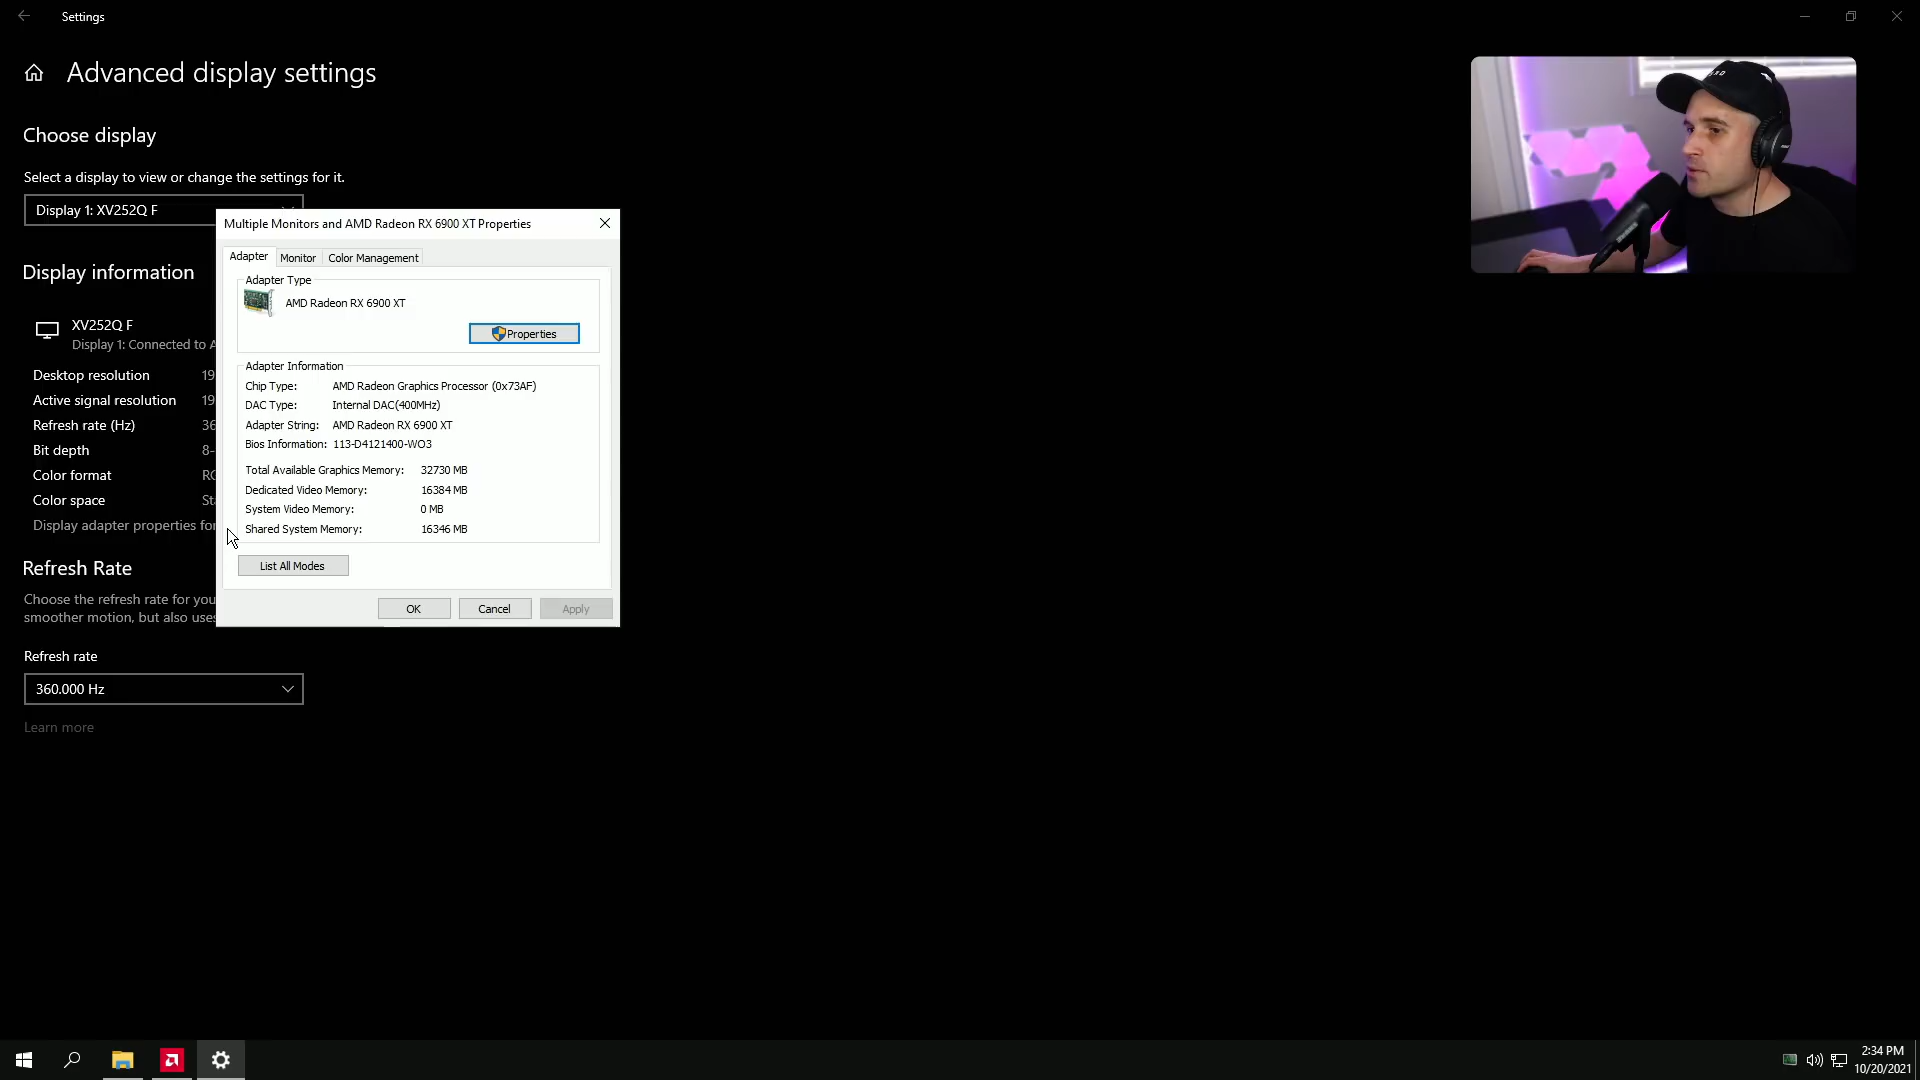 Settings
Advanced display settings
Choose display
Select a display to view or change the settings for it.
Display 1: XV252Q F
Multiple Monitors and AMD Radeon RX 6900 XT Properties
Adapter
Monitor
Color Management
Adapter Type
AMD Radeon RX 6900 XT
Properties
Adapter Information
Chip Type: AMD Radeon Graphics Processor (0x73AF)
DAC Type: Internal DAC(400MHz)
Adapter String: AMD Radeon RX 6900 XT
Bios Information: 113-D4121400-WO3
Total Available Graphics Memory: 32730 MB
Dedicated Video Memory: 16384 MB
System Video Memory: 0 MB
Shared System Memory: 16346 MB
List All Modes
OK
Cancel
Apply
Display information
XV252Q F
Display 1: Connected to A
Desktop resolution 19
Active signal resolution 19
Refresh rate (Hz) 36
Bit depth 8-
Color format RG
Color space Sta
Display adapter properties for
Refresh Rate
Choose the refresh rate for you
smoother motion, but also uses
Refresh rate
360.000 Hz
Learn more
2:34 PM
10/20/2021